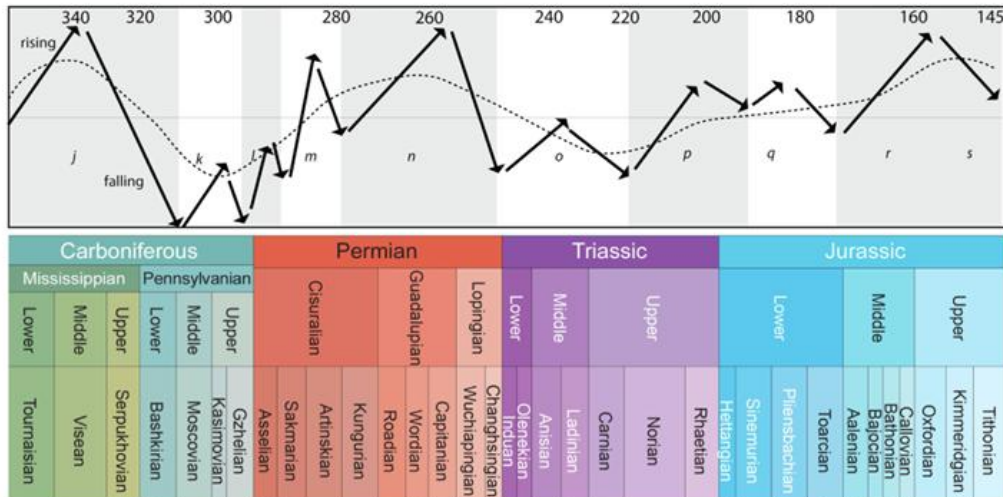 340 320 300 280 260 240 220 200 180 160 145
rising
j k l m n o p q r s
falling
Carboniferous Permian Triassic Jurassic
Mississippian Pennsylvanian
Lower Middle Upper Lower Middle Upper Cisuralian Guadalupian Lopingian Lower Middle Upper Lower Middle Upper
Tournaisian Visean Serpukhovian Bashkirian Moscovian Kasimovian Gzhelian Asselian Sakmarian Artinskian Kungurian Roadian Wordian Capitanian Wuchiapingian Changhsingian Induan Olenekian Anisian Ladinian Carnian Norian Rhaetian Hettangian Sinemurian Pliensbachian Toarcian Aalenian Bajocian Bathonian Callovian Oxfordian Kimmeridgian Tithonian